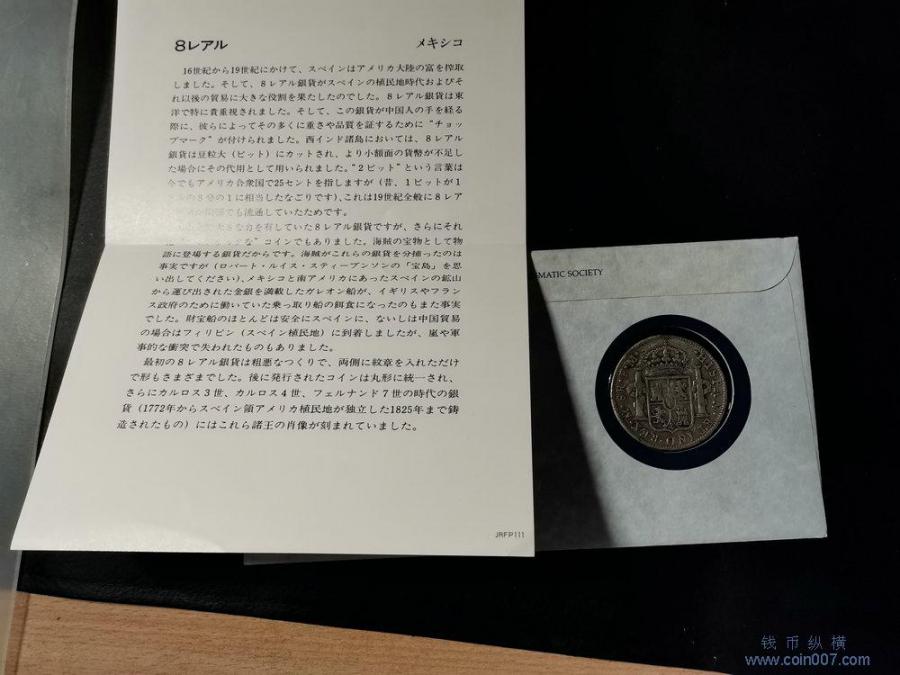 8レアル メキシコ
16世紀から19世紀にかけて、スペインはアメリカ大陸の富を搾取
しました。そして、8レアル銀貨がスペインの植民地時代およびそ
れ以後の貿易に大きな役割を果たしたのでした。8レアル銀貨は東
洋で特に貴重視されました。そして、この銀貨が中国人の手を経る
際に、彼らによってその多くに重さや品質を証するために“チョッ
プマーク”が付けられました。西インド諸島においては、8レアル
銀貨は豆粒大（ビット）にカットされ、より小額面の貨幣が不足し
た場合にその代用として用いられました。“2ビット”という言葉は
今でもアメリカ合衆国で25セントを指しますが（昔、1ビットが1
の8分の1に相当したなごりです）、これは19世紀全般に8レア
でも流通していたためです。
な力を有していた8レアル銀貨ですが、さらにそれ
な”コインでもありました。海賊の宝物として物
語に登場する銀貨だからです。海賊がこれらの銀貨を分捕ったのは
事実ですが（ロバート・ルイス・スティーブンソンの「宝島」を思
い出してください）、メキシコと南アメリカにあったスペインの鉱山
から運び出された金銀を満載したガレオン船が、イギリスやフラン
ス政府のために働いていた乗っ取り船の餌食になったのもまた事実
でした。財宝船のほとんどは安全にスペインに、ないしは中国貿易
の場合はフィリピン（スペイン植民地）に到着しましたが、嵐や軍
事的な衝突で失われたものもありました。
最初の8レアル銀貨は粗悪なつくりで、両側に紋章を入れただけ
で形もさまざまでした。後に発行されたコインは丸形に統一され、
さらにカルロス3世、カルロス4世、フェルナンド7世の時代の銀
貨（1772年からスペイン領アメリカ植民地が独立した1825年まで鋳
造されたもの）にはこれら諸王の肖像が刻まれていました。
JRFP111
MATIC SOCIETY
钱币纵横
www.coin007.com